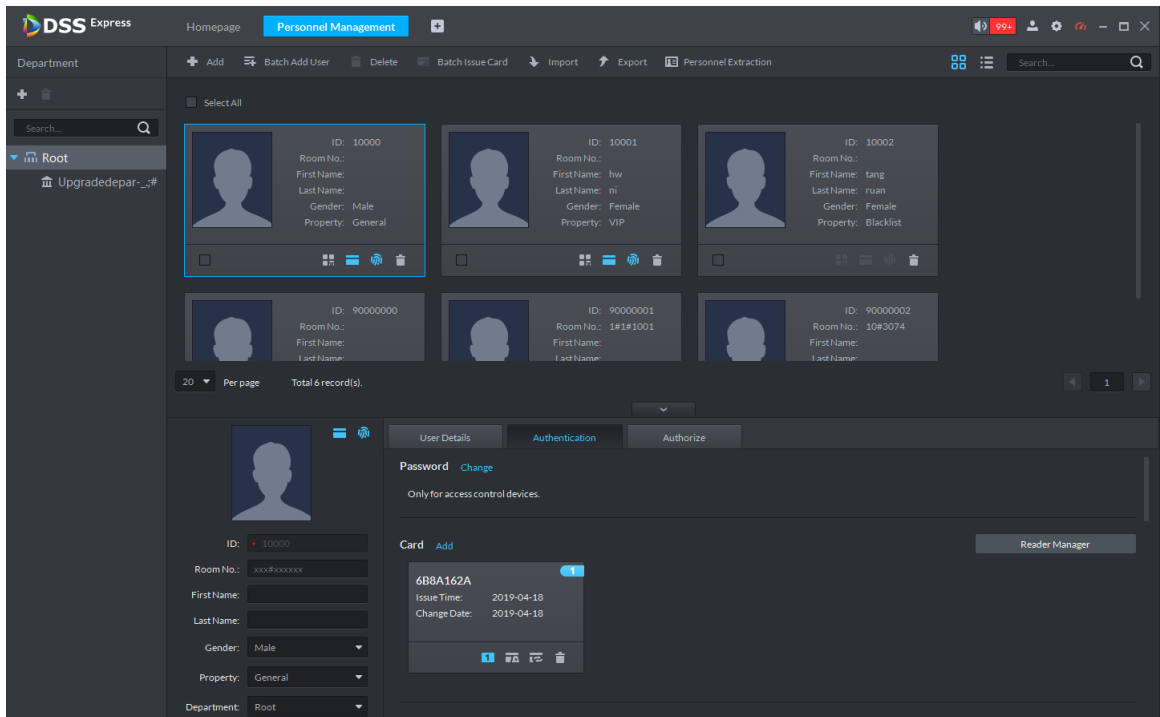 DSS Express
Homepage
Personnel Management
99+
Department
Add
Batch Add User
Delete
Batch Issue Card
Import
Export
Personnel Extraction
Search...
Search...
Root
Upgradedepar-_;#
Select All
ID: 10000
Room No.:
First Name:
Last Name:
Gender: Male
Property: General
ID: 10001
Room No.:
First Name: hw
Last Name: ni
Gender: Female
Property: VIP
ID: 10002
Room No.:
First Name: tang
Last Name: ruan
Gender: Female
Property: Blacklist
ID: 90000000
Room No.:
First Name:
Last Name:
ID: 90000001
Room No.: 1#1#1001
First Name:
Last Name:
ID: 90000002
Room No.: 10#3074
First Name:
Last Name:
20 Per page Total 6 record(s).
1
ID: * 10000
Room No.: xxx#xxxxxx
First Name:
Last Name:
Gender: Male
Property: General
Department: Root
User Details
Authentication
Authorize
Password Change
Only for access control devices.
Card Add
Reader Manager
1
6B8A162A
Issue Time: 2019-04-18
Change Date: 2019-04-18
1